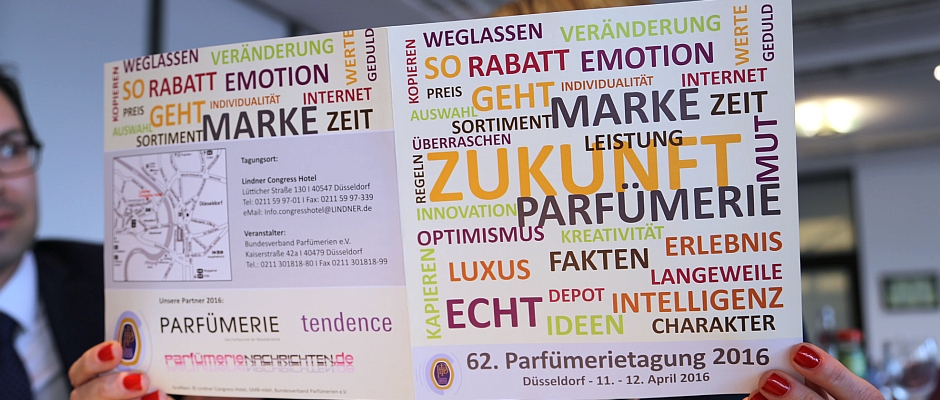 WEGLASSEN VERÄNDERUNG
KOPIEREN
SO RABATT EMOTION
WERTE
GEDULD
PREIS GEHT INDIVIDUALITÄT INTERNET
AUSWAHL
SORTIMENT MARKE ZEIT
Tagungsort:
Lindner Congress Hotel
Lütticher Straße 130 I 40547 Düsseldorf
Tel: 0211 59 97-01 I Fax: 0211 59 97-339
eMail: Info.congresshotel@LINDNER.de
Veranstalter:
Bundesverband Parfümerien e.V.
Kaiserstraße 42a I 40479 Düsseldorf
Tel.: 0211 301818-80 I Fax 0211 301818-99
Unsere Partner 2016:
PARFÜMERIE tendence
parfümerieNACHRICHTEN.de
WEGLASSEN VERÄNDERUNG
KOPIEREN
SO RABATT EMOTION
WERTE
GEDULD
PREIS GEHT INDIVIDUALITÄT INTERNET
AUSWAHL
SORTIMENT MARKE ZEIT
ÜBERRASCHEN LEISTUNG
REGELN
ZUKUNFT
MUT
INNOVATION PARFÜMERIE
OPTIMISMUS KREATIVITÄT ERLEBNIS
KAPIEREN
LUXUS FAKTEN LANGEWEILE
ECHT DEPOT INTELLIGENZ
IDEEN CHARAKTER
62. Parfümerietagung 2016
Düsseldorf - 11. - 12. April 2016